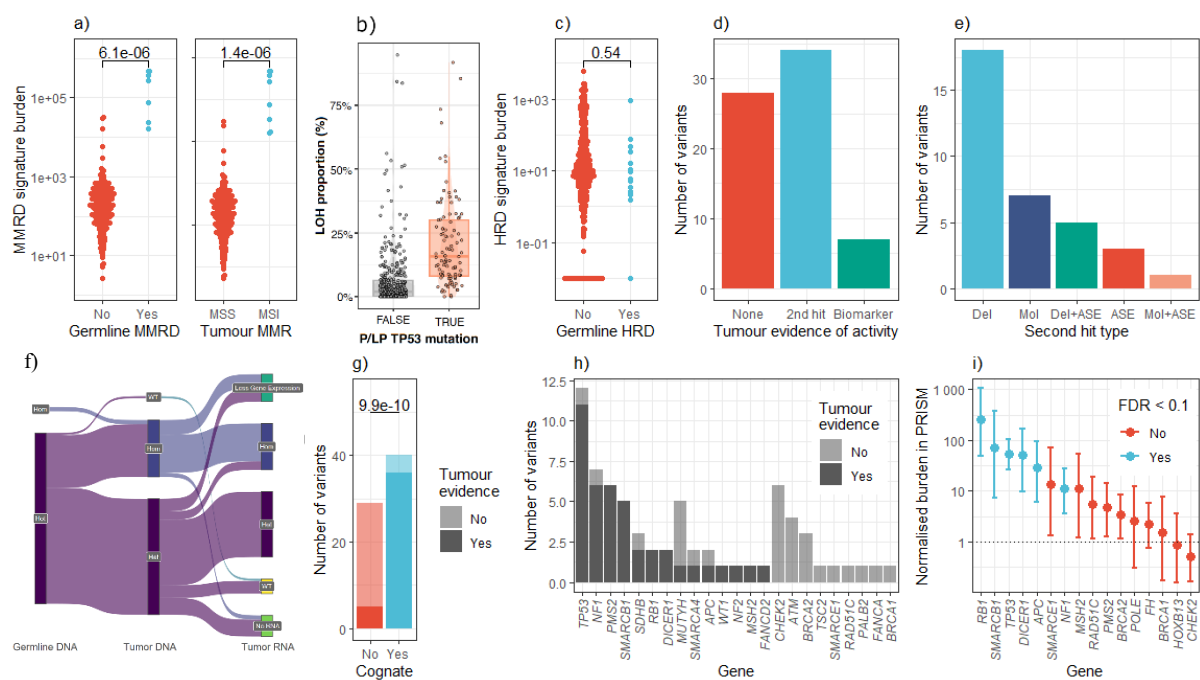 a)
6.1e-06
1.4e-06
MMRD signature burden
1e+05
1e+03
1e+01
No
Yes
Germline MMRD
MSS
MSI
Tumour MMR
b)
LOH proportion (%)
75%
50%
25%
0%
FALSE
TRUE
P/LP TP53 mutation
c)
0.54
HRD signature burden
1e+03
1e+01
1e-01
No
Yes
Germline HRD
d)
Number of variants
30
20
10
0
None
2nd hit
Biomarker
Tumour evidence of activity
e)
Number of variants
15
10
5
0
Del
Mol
Del+ASE
ASE
Mol+ASE
Second hit type
f)
Hom
Het
WT
Hom
Het
Less Gene Expression
Hom
Het
WT
No RNA
Germline DNA
Tumor DNA
Tumor RNA
g)
9.9e-10
Number of variants
40
20
0
No
Yes
Cognate
Tumour
evidence
No
Yes
h)
Number of variants
12.5
10.0
7.5
5.0
2.5
0.0
Tumour
evidence
No
Yes
TP53
NF1
PMS2
SMARCB1
SDHB
RB1
DICER1
MUTYH
SMARCA4
APC
WT1
NF2
MSH2
FANCD2
CHEK2
ATM
BRCA2
TSC2
SMARCE1
RAD51C
PALB2
FANCA
BRCA1
Gene
i)
Normalised burden in PRISM
1 000
100
10
1
FDR < 0.1
No
Yes
RB1
SMARCB1
TP53
DICER1
APC
SMARCE1
NF1
MSH2
RAD51C
PMS2
BRCA2
POLE
FH
BRCA1
HOXB13
CHEK2
Gene